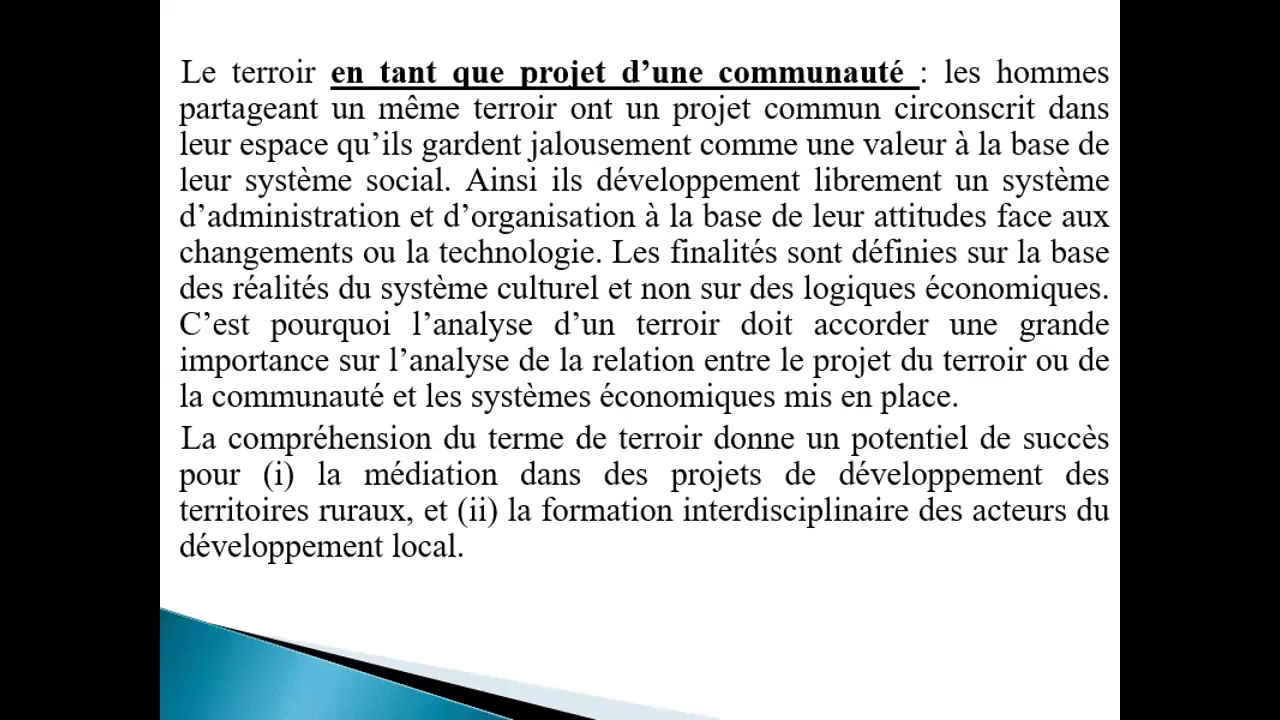 Le terroir en tant que projet d’une communauté : les hommes
partageant un même terroir ont un projet commun circonscrit dans
leur espace qu’ils gardent jalousement comme une valeur à la base de
leur système social. Ainsi ils développement librement un système
d’administration et d’organisation à la base de leur attitudes face aux
changements ou la technologie. Les finalités sont définies sur la base
des réalités du système culturel et non sur des logiques économiques.
C’est pourquoi l’analyse d’un terroir doit accorder une grande
importance sur l’analyse de la relation entre le projet du terroir ou de
la communauté et les systèmes économiques mis en place.
La compréhension du terme de terroir donne un potentiel de succès
pour (i) la médiation dans des projets de développement des
territoires ruraux, et (ii) la formation interdisciplinaire des acteurs du
développement local.